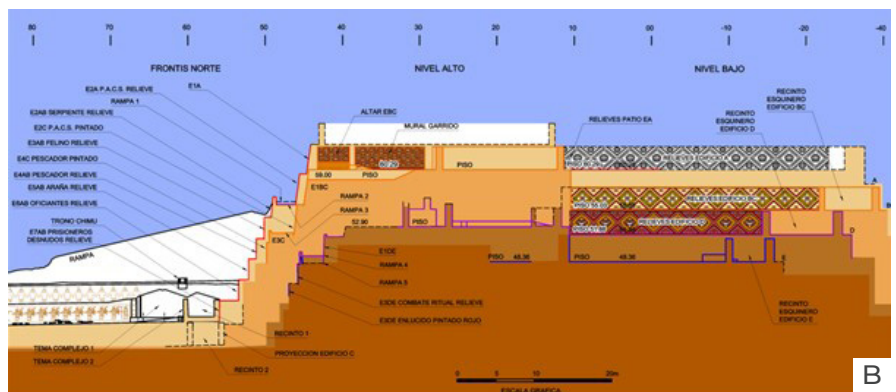 80 70 60 50 40 30 20 10 00 -10 -20 -30 -40
FRONTIS NORTE
NIVEL ALTO
NIVEL BAJO
E2A P.A.C.S. RELIEVE
RAMPA 1
E2AB SERPIENTE RELIEVE
E2C P.A.C.S. PINTADO
E3AB FELINO RELIEVE
E4C PESCADOR PINTADO
E4AB PESCADOR RELIEVE
E5AB ARAÑA RELIEVE
E6AB OFICIANTES RELIEVE
TRONO CHIMU
E7AB PRISIONEROS
DESNUDOS RELIEVE
RAMPA
TEMA COMPLEJO 1
TEMA COMPLEJO 2
E1A
ALTAR EBC
MURAL GARRIDO
60.29
59.00
PISO
PISO
E1BC
RAMPA 2
RAMPA 3
E3C
52.90
PISO
E1DE
RAMPA 4
RAMPA 5
E3DE COMBATE RITUAL RELIEVE
E3DE ENLUCIDO PINTADO ROJO
RECINTO 1
PROYECCION EDIFICIO C
RECINTO 2
PISO 48.36
RELIEVES PATIO EA
RECINTO
ESQUINERO
EDIFICIO D
RECINTO
ESQUINERO
EDIFICIO BC
RELIEVES EDIFICIO
RELIEVES EDIFICIO BC
RELIEVES EDIFICIO D
A
B
D
PISO 48.36
RECINTO
ESQUINERO
EDIFICIO E
0 5 10 20m
ESCALA GRAFICA
B